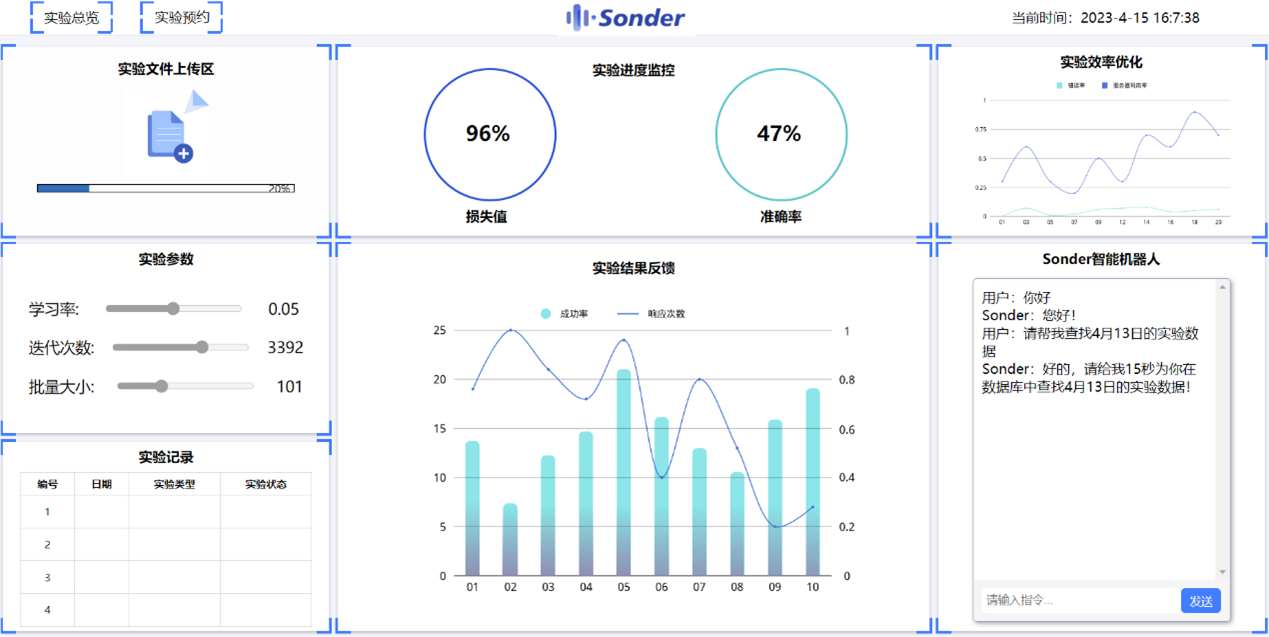 实验总览
实验预约
Sonder
当前时间：2023-4-15 16:7:38
实验文件上传区
20%
实验进度监控
96%
损失值
47%
准确率
实验效率优化
错误率
服务器利用率
1
0.75
0.5
0.25
0
01 03 05 07 09 12 14 16 18 20
实验参数
学习率: 0.05
迭代次数: 3392
批量大小: 101
实验结果反馈
成功率
响应次数
25 1
20 0.8
15 0.6
10 0.4
5 0.2
0 0
01 02 03 04 05 06 07 08 09 10
实验记录
编号 日期 实验类型 实验状态
1
2
3
4
Sonder智能机器人
用户：你好
Sonder：您好！
用户：请帮我查找4月13日的实验数
据
Sonder：好的，请给我15秒为你在
数据库中查找4月13日的实验数据！
请输入指令...
发送